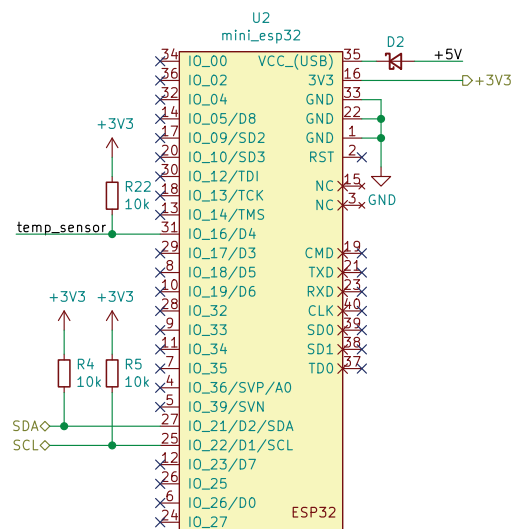 U2
mini_esp32
34 IO_00 VCC_(USB) 35 D2 +5V
36 IO_02 3V3 16 +3V3
32 IO_04 GND 33
14 IO_05/D8 GND 22
17 IO_09/SD2 GND 1
20 IO_10/SD3 RST 2
30 IO_12/TDI
NC 15
18 IO_13/TCK
NC 3 GND
13 IO_14/TMS
+3V3
R22
10k
temp_sensor 31 IO_16/D4
29 IO_17/D3 CMD 19
8 IO_18/D5 TXD 21
10 IO_19/D6 RXD 23
28 IO_32 CLK 40
9 IO_33 SD0 39
11 IO_34 SD1 38
7 IO_35 TD0 37
4 IO_36/SVP/A0
5 IO_39/SVN
+3V3 +3V3
R4 R5
10k 10k
SDA 27 IO_21/D2/SDA
SCL 25 IO_22/D1/SCL
12 IO_23/D7
26 IO_25
6 IO_26/D0
24 IO_27
ESP32